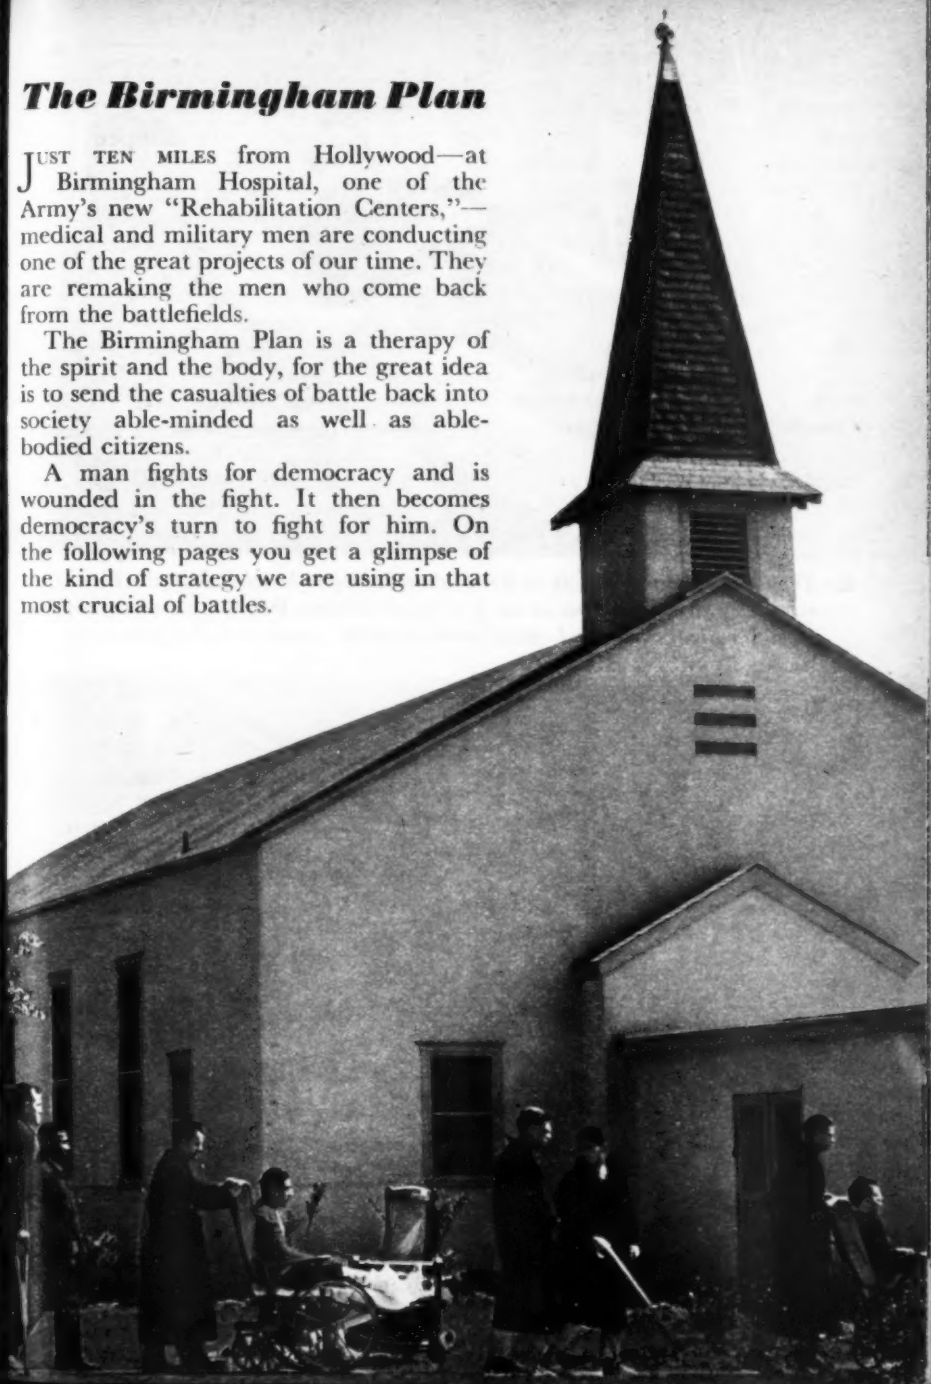 The Birmingham Plan
JUST TEN MILES from Hollywood—at
Birmingham Hospital, one of the
Army's new "Rehabilitation Centers,"—
medical and military men are conducting
one of the great projects of our time. They
are remaking the men who come back
from the battlefields.
The Birmingham Plan is a therapy of
the spirit and the body, for the great idea
is to send the casualties of battle back into
society able-minded as well as able-
bodied citizens.
A man fights for democracy and is
wounded in the fight. It then becomes
democracy's turn to fight for him. On
the following pages you get a glimpse of
the kind of strategy we are using in that
most crucial of battles.